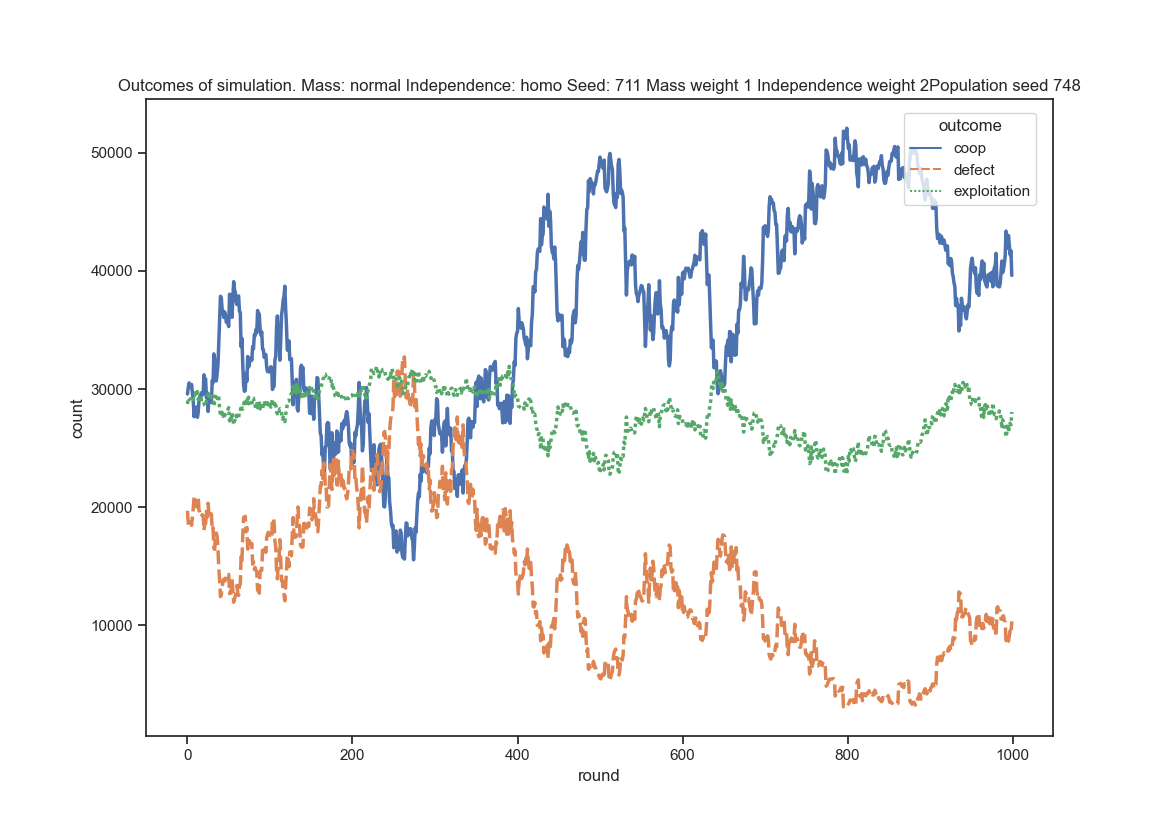 Outcomes of simulation. Mass: normal Independence: homo Seed: 711 Mass weight 1 Independence weight 2Population seed 748
outcome
coop
defect
exploitation
50000
40000
30000
20000
10000
count
0 200 400 600 800 1000
round